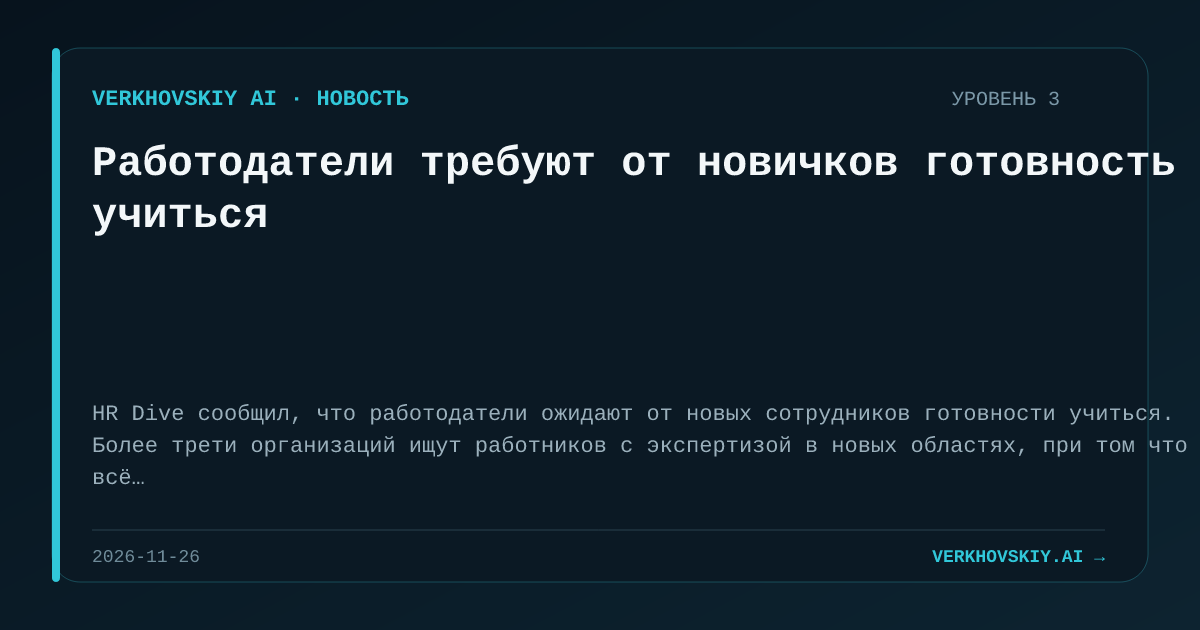 VERKHOVSKIY AI · НОВОСТЬ
УРОВЕНЬ 3
Работодатели требуют от новичков готовность
учиться
HR Dive сообщил, что работодатели ожидают от новых сотрудников готовности учиться.
Более трети организаций ищут работников с экспертизой в новых областях, при том что
всё…
2026-11-26
VERKHOVSKIY.AI →